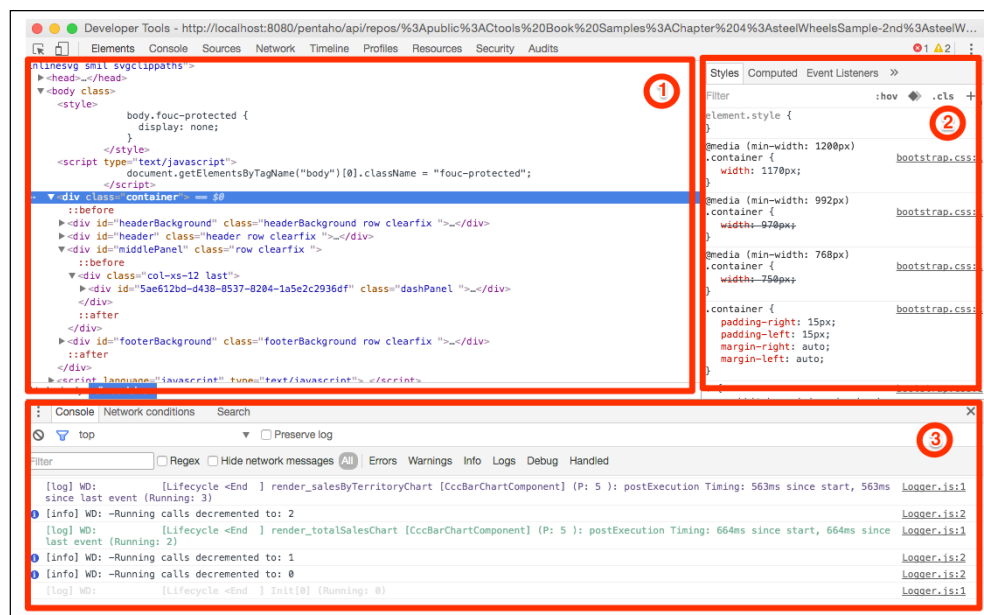 Developer Tools - http://localhost:8080/pentaho/api/repos/%3Apublic%3ACtools%20Book%20Samples%3AChapter%204%3AsteelWheelsSample-2nd%3AsteelW...
Elements Console Sources Network Timeline Profiles Resources Security Audits
1 2
nlinesvg smil svgclippaths">
▶<head>…</head>
▼<body class>
<style>
body.fouc-protected {
display: none;
}
</style>
<script type="text/javascript">
document.getElementsByTagName("body")[0].className = "fouc-protected";
</script>
▼<div class="container"> == $0
::before
▶<div id="headerBackground" class="headerBackground row clearfix ">…</div>
▶<div id="header" class="header row clearfix ">…</div>
▼<div id="middlePanel" class="row clearfix ">
::before
▼<div class="col-xs-12 last">
▶<div id="5ae612bd-d438-8537-8204-1a5e2c2936df" class="dashPanel ">…</div>
</div>
::after
</div>
▶<div id="footerBackground" class="footerBackground row clearfix ">…</div>
::after
</div>
▶<script language="javascript" type="text/javascript"> </script>
1
Styles Computed Event Listeners »
Filter :hov .cls +
element.style {
}
2
@media (min-width: 1200px)
.container { bootstrap.css:
width: 1170px;
}
@media (min-width: 992px)
.container { bootstrap.css:
width: 970px;
}
@media (min-width: 768px)
.container { bootstrap.css:
width: 750px;
}
.container { bootstrap.css:
padding-right: 15px;
padding-left: 15px;
margin-right: auto;
margin-left: auto;
}
Console Network conditions Search
top ▼ Preserve log
3
Filter Regex Hide network messages All Errors Warnings Info Logs Debug Handled
[log] WD: [Lifecycle <End ] render_salesByTerritoryChart [CccBarChartComponent] (P: 5 ): postExecution Timing: 563ms since start, 563ms Logger.js:1
since last event (Running: 3)
[info] WD: -Running calls decremented to: 2 Logger.js:2
[log] WD: [Lifecycle <End ] render_totalSalesChart [CccBarChartComponent] (P: 5 ): postExecution Timing: 664ms since start, 664ms since Logger.js:1
last event (Running: 2)
[info] WD: -Running calls decremented to: 1 Logger.js:2
[info] WD: -Running calls decremented to: 0 Logger.js:2
[log] WD: [Lifecycle <End ] Init[0] (Running: 0) Logger.js:1